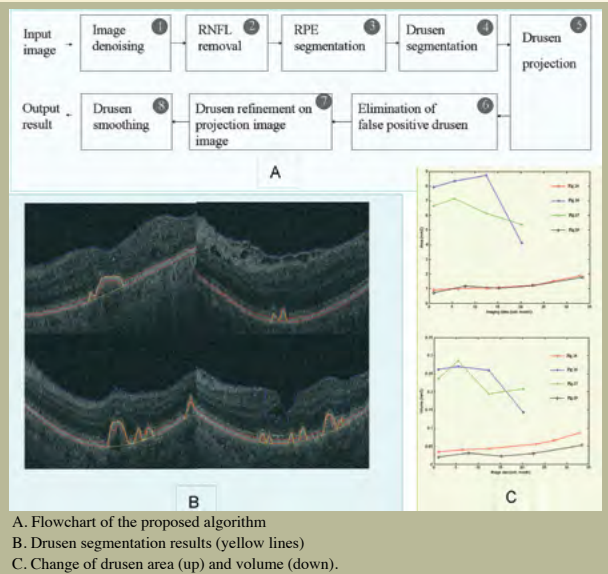 Input
image
Image
denoising
1
RNFL
removal
2
RPE
segmentation
3
Drusen
segmentation
4
Drusen
projection
5
Output
result
Drusen
smoothing
8
Drusen refinement on
projection image
image
7
Elimination of
false positive drusen
6
A
B
C
A. Flowchart of the proposed algorithm
B. Drusen segmentation results (yellow lines)
C. Change of drusen area (up) and volume (down).